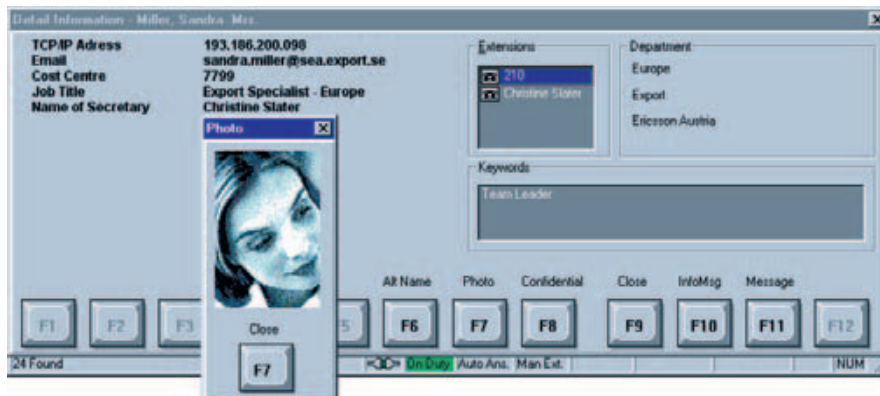 Detail Information - Miller, Sandra Mrs.
TCP/IP Adress 193.186.200.098
Email sandra.miller@sea.export.se
Cost Centre 7799
Job Title Export Specialist - Europe
Name of Secretary Christine Slater
Extensions
210
Christine Slater
Department
Europe
Export
Ericsson Austria
Keywords
Team Leader
Photo
Close
F7
Alt Name Photo Confidential Close InfoMsg Message
F1 F2 F3 F5 F6 F7 F8 F9 F10 F11 F12
24 Found On Duty Auto Ans. Man Ext. NUM